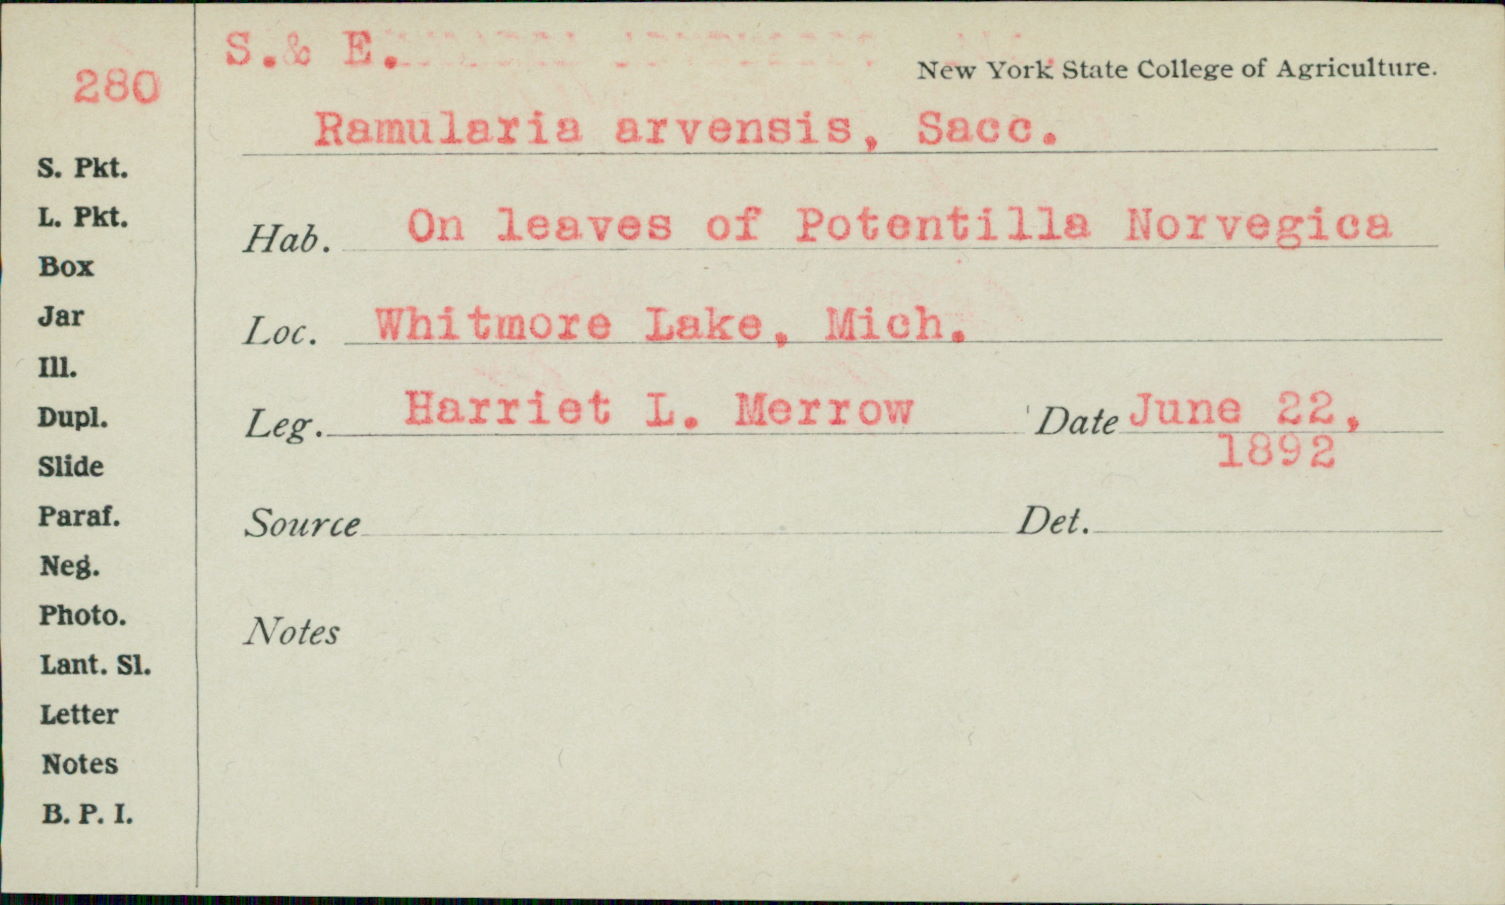 280
S. Pkt.
L. Pkt.
Box
Jar
Ill.
Dupl.
Slide
Paraf.
Neg.
Photo.
Lant. Sl.
Letter
Notes
B. P. I.
S. & E.
New York State College of Agriculture.
Ramularia arvensis, Sacc.
Hab. On leaves of Potentilla Norvegica
Loc. Whitmore Lake, Mich.
Leg. Harriet L. Merrow Date June 22,
1892
Source Det.
Notes